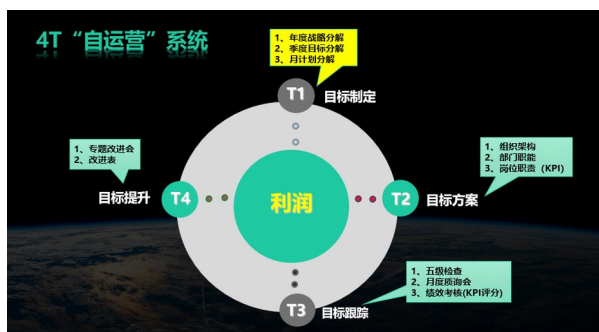 4T“自运营”系统
1、年度战略分解
2、季度目标分解
3、月计划分解
T1
目标制定
1、专题改进会
2、改进表
目标提升
T4
利润
T2
目标方案
1、组织架构
2、部门职能
3、岗位职责（KPI）
T3
目标跟踪
1、五级检查
2、月度质询会
3、绩效考核(KPI评分)